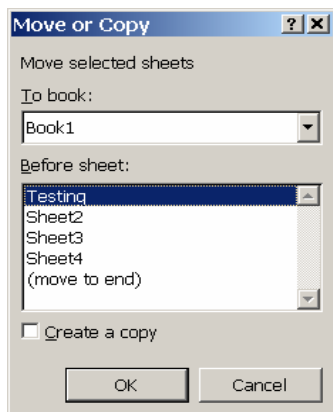 Move or Copy
Move selected sheets
To book:
Book1
Before sheet:
Testing
Sheet2
Sheet3
Sheet4
(move to end)
Create a copy
OK Cancel